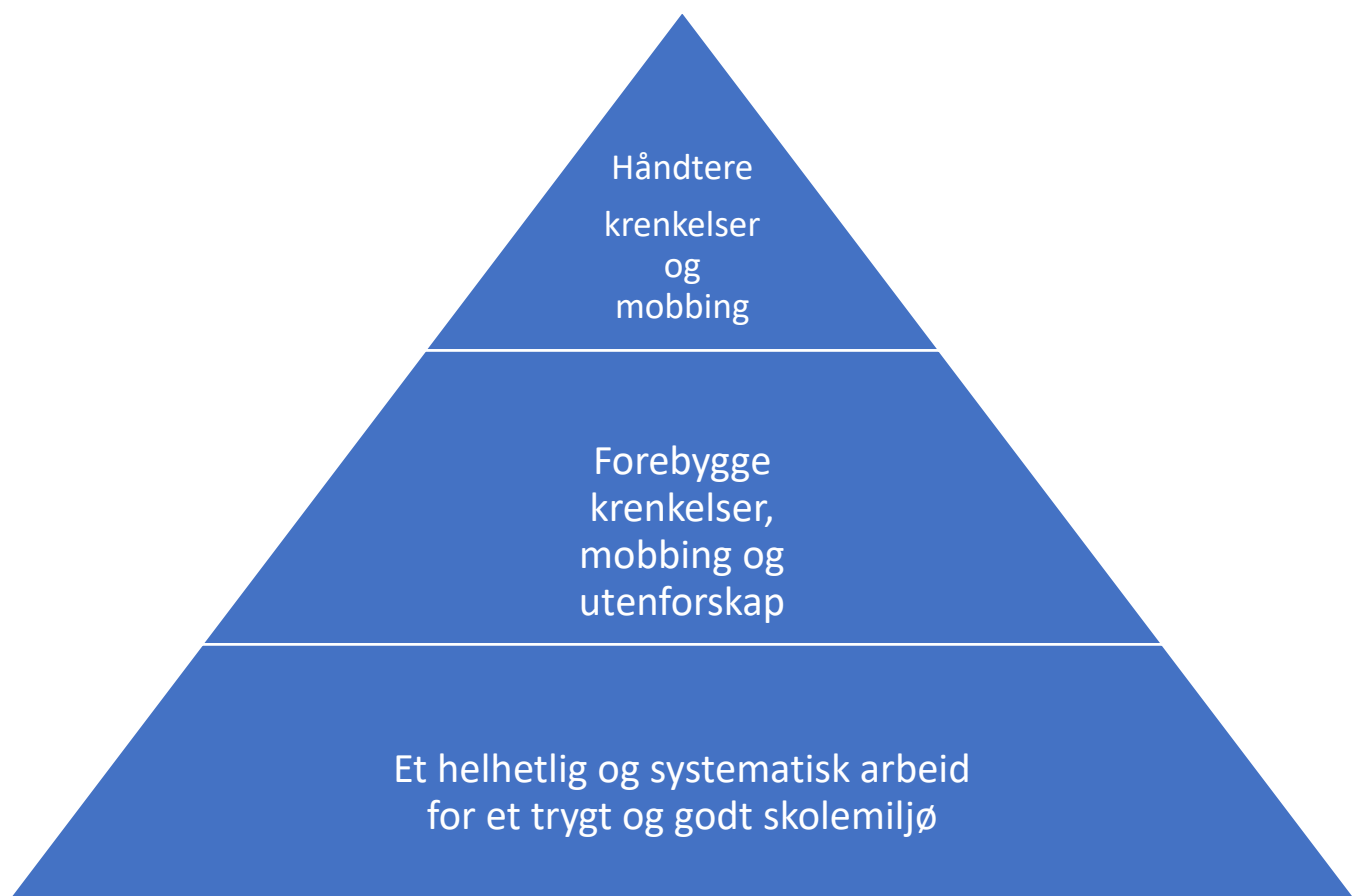 Håndtere
krenkelser
og
mobbing
Forebygge
krenkelser,
mobbing og
utenforskap
Et helhetlig og systematisk arbeid
for et trygt og godt skolemiljø